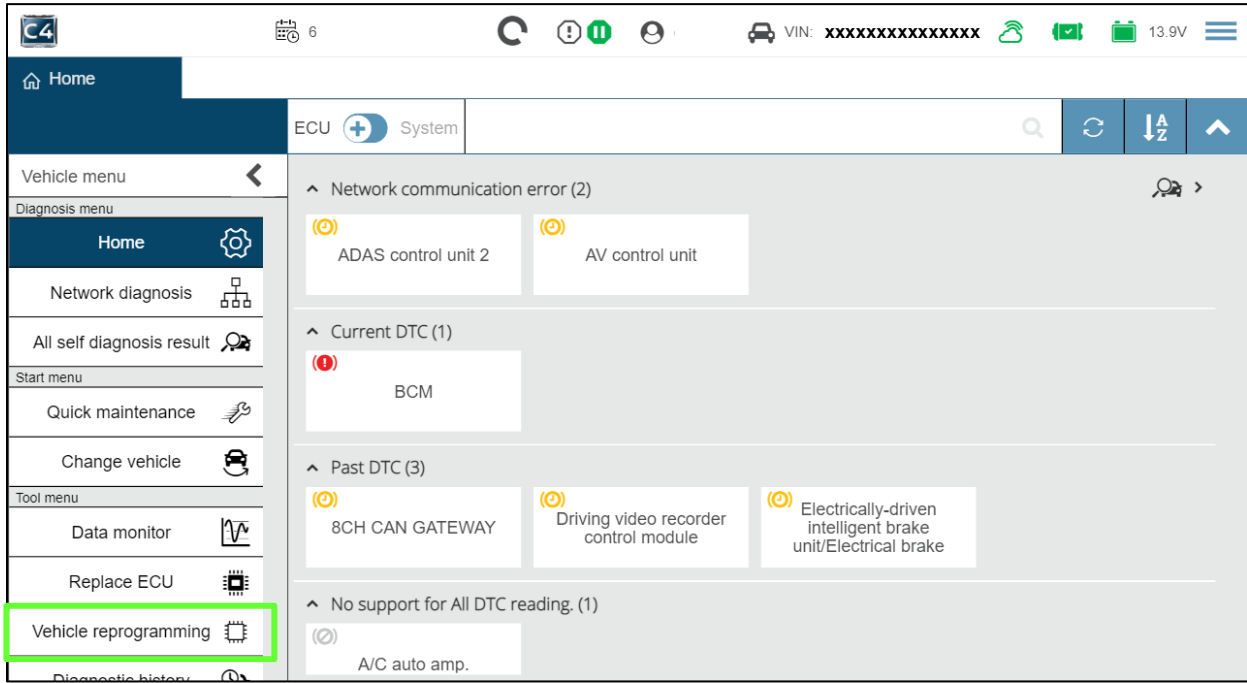 C4
6
VIN: xxxxxxxxxxxxxxx
13.9V
Home
ECU
System
A
Z
Vehicle menu
Diagnosis menu
Home
Network diagnosis
All self diagnosis result
Start menu
Quick maintenance
Change vehicle
Tool menu
Data monitor
Replace ECU
Vehicle reprogramming
Diagnostic history
Network communication error (2)
ADAS control unit 2
AV control unit
Current DTC (1)
BCM
Past DTC (3)
8CH CAN GATEWAY
Driving video recorder
control module
Electrically-driven
intelligent brake
unit/Electrical brake
No support for All DTC reading. (1)
A/C auto amp.